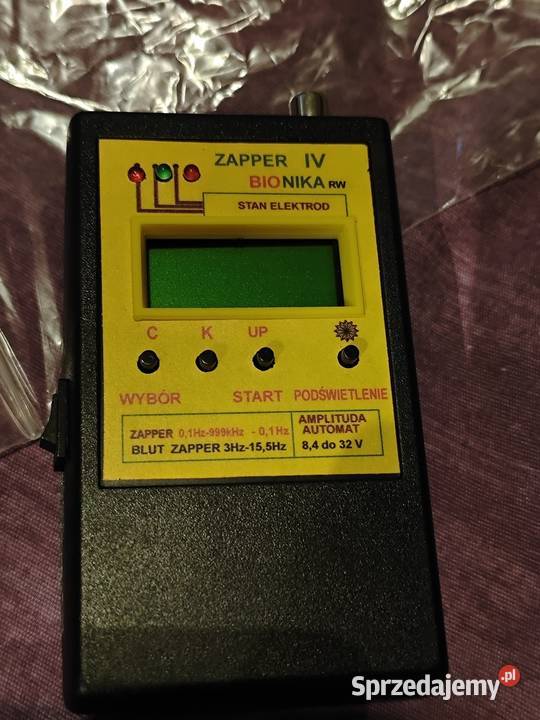 ZAPPER IV
BIONIKA RW
STAN ELEKTROD
C K UP
WYBÓR START PODŚWIETLENIE
ZAPPER 0,1Hz-999kHz - 0,1Hz
BLUT ZAPPER 3Hz-15,5Hz
AMPLITUDA
AUTOMAT
8,4 do 32 V
Sprzedajemy.pl